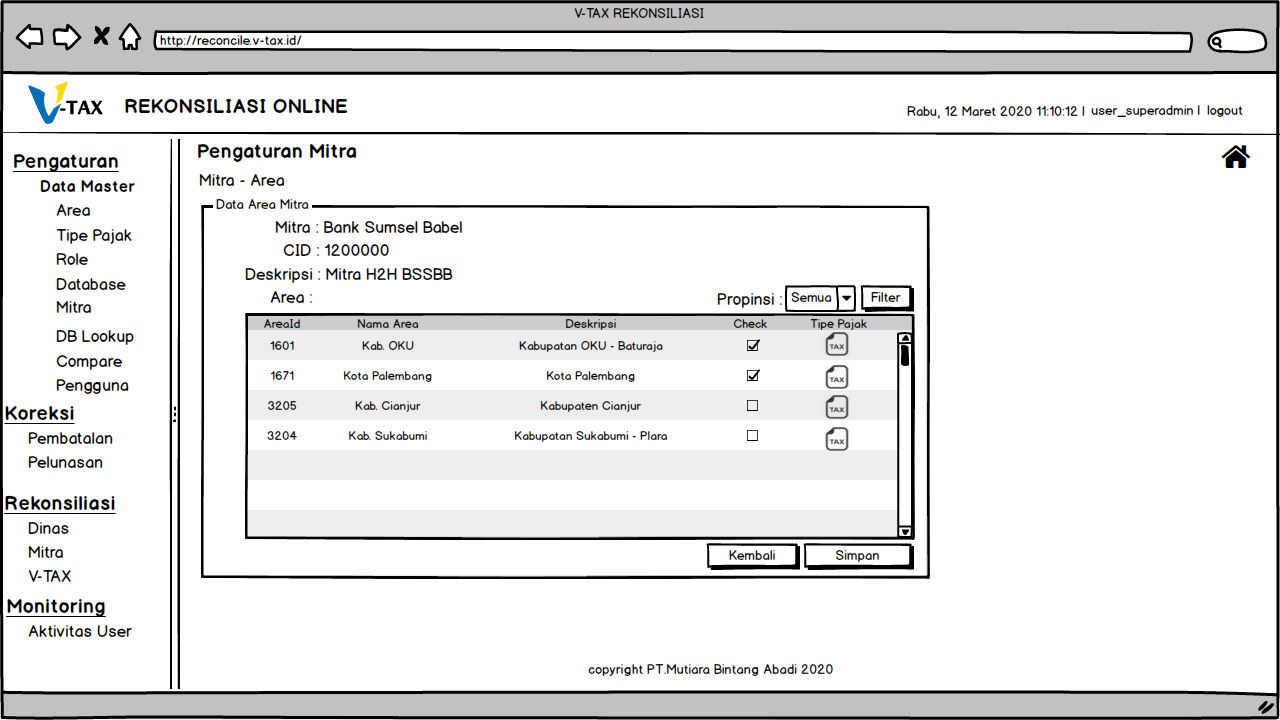 V-TAX REKONSILIASI
http://reconcile.v-tax.id/
V-TAX REKONSILIASI ONLINE
Rabu, 12 Maret 2020 11:10:12 | user_superadmin | logout
Pengaturan
Data Master
Area
Tipe Pajak
Role
Database
Mitra
DB Lookup
Compare
Pengguna
Koreksi
Pembatalan
Pelunasan
Rekonsiliasi
Dinas
Mitra
V-TAX
Monitoring
Aktivitas User
Pengaturan Mitra
Mitra - Area
Data Area Mitra
Mitra : Bank Sumsel Babel
CID : 1200000
Deskripsi : Mitra H2H BSSBB
Area :
Propinsi : Semua Filter
AreaId Nama Area Deskripsi Check Tipe Pajak
1601 Kab. OKU Kabupatan OKU - Baturaja TAX
1671 Kota Palembang Kota Palembang TAX
3205 Kab. Cianjur Kabupaten Cianjur TAX
3204 Kab. Sukabumi Kabupatan Sukabumi - Plara TAX
Kembali Simpan
copyright PT.Mutiara Bintang Abadi 2020